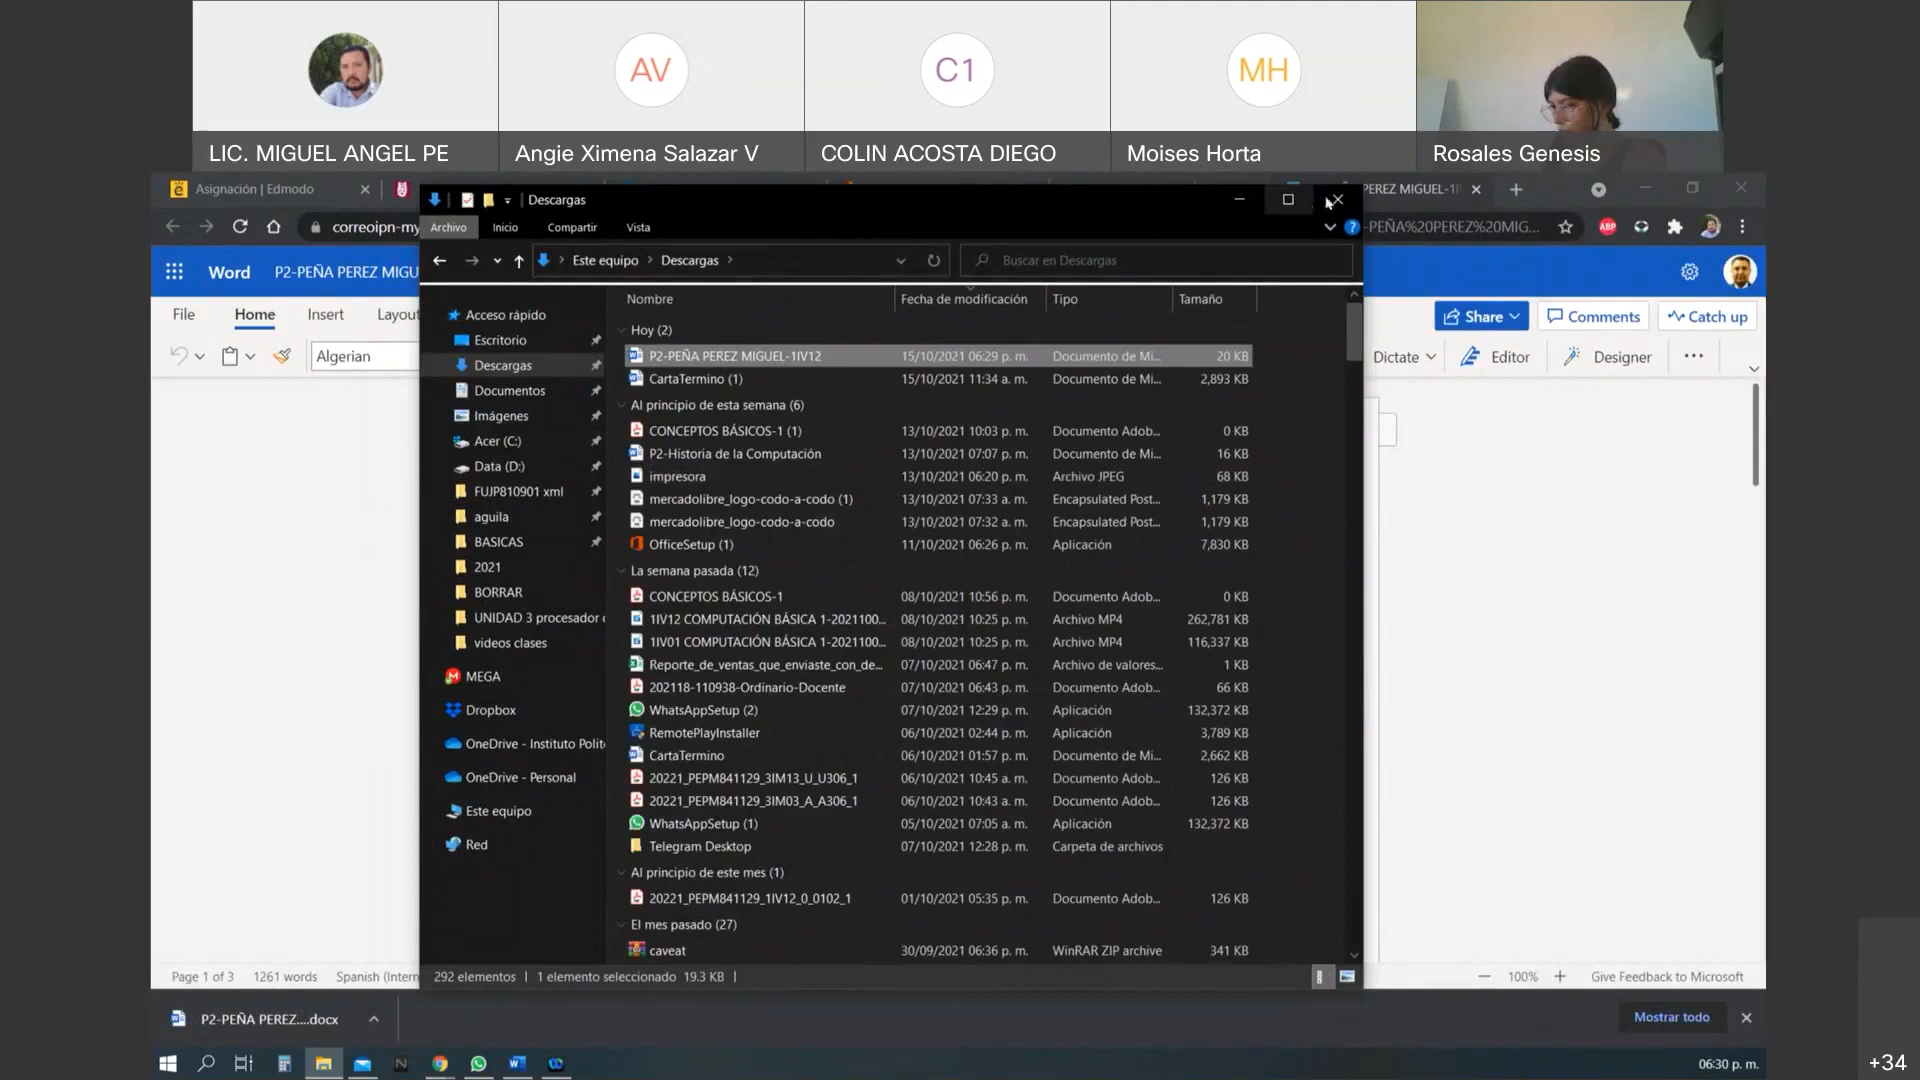 AV
C1
MH
LIC. MIGUEL ANGEL PE
Angie Ximena Salazar V
COLIN ACOSTA DIEGO
Moises Horta
Rosales Genesis
Asignación | Edmodo
PEREZ MIGUEL-1I
correoipn-my
-PEÑA%20PEREZ%20MIG...
ABP
Word
P2-PEÑA PEREZ MIGU
File
Home
Insert
Layout
Share
Comments
Catch up
Algerian
Dictate
Editor
Designer
Descargas
Archivo
Inicio
Compartir
Vista
Este equipo
Descargas
Buscar en Descargas
Acceso rápido
Escritorio
Descargas
Documentos
Imágenes
Acer (C:)
Data (D:)
FUJP810901 xml
aguila
BASICAS
2021
BORRAR
UNIDAD 3 procesador
videos clases
MEGA
Dropbox
OneDrive - Instituto Polit
OneDrive - Personal
Este equipo
Red
Nombre Fecha de modificación Tipo Tamaño
Hoy (2)
P2-PEÑA PEREZ MIGUEL-1IV12 15/10/2021 06:29 p. m. Documento de Mi... 20 KB
CartaTermino (1) 15/10/2021 11:34 a. m. Documento de Mi... 2,893 KB
Al principio de esta semana (6)
CONCEPTOS BÁSICOS-1 (1) 13/10/2021 10:03 p. m. Documento Adob... 0 KB
P2-Historia de la Computación 13/10/2021 07:07 p. m. Documento de Mi... 16 KB
impresora 13/10/2021 06:20 p. m. Archivo JPEG 68 KB
mercadolibre_logo-codo-a-codo (1) 13/10/2021 07:33 a. m. Encapsulated Post... 1,179 KB
mercadolibre_logo-codo-a-codo 13/10/2021 07:32 a. m. Encapsulated Post... 1,179 KB
OfficeSetup (1) 11/10/2021 06:26 p. m. Aplicación 7,830 KB
La semana pasada (12)
CONCEPTOS BÁSICOS-1 08/10/2021 10:56 p. m. Documento Adob... 0 KB
1IV12 COMPUTACIÓN BÁSICA 1-2021100... 08/10/2021 10:25 p. m. Archivo MP4 262,781 KB
1IV01 COMPUTACIÓN BÁSICA 1-2021100... 08/10/2021 10:25 p. m. Archivo MP4 116,337 KB
Reporte_de_ventas_que_enviaste_con_de... 07/10/2021 06:47 p. m. Archivo de valores... 1 KB
202118-110938-Ordinario-Docente 07/10/2021 06:43 p. m. Documento Adob... 66 KB
WhatsAppSetup (2) 07/10/2021 12:29 p. m. Aplicación 132,372 KB
RemotePlayInstaller 06/10/2021 02:44 p. m. Aplicación 3,789 KB
CartaTermino 06/10/2021 01:57 p. m. Documento de Mi... 2,662 KB
20221_PEPM841129_3IM13_U_U306_1 06/10/2021 10:45 a. m. Documento Adob... 126 KB
20221_PEPM841129_3IM03_A_A306_1 06/10/2021 10:43 a. m. Documento Adob... 126 KB
WhatsAppSetup (1) 05/10/2021 07:05 a. m. Aplicación 132,372 KB
Telegram Desktop 07/10/2021 12:28 p. m. Carpeta de archivos
Al principio de este mes (1)
20221_PEPM841129_1IV12_0_0102_1 01/10/2021 05:35 p. m. Documento Adob... 126 KB
El mes pasado (27)
caveat 30/09/2021 06:36 p. m. WinRAR ZIP archive 341 KB
292 elementos
1 elemento seleccionado 19.3 KB
Page 1 of 3
1261 words
Spanish (Intern
100%
Give Feedback to Microsoft
P2-PEÑA PEREZ....docx
Mostrar todo
06:30 p. m.
+34